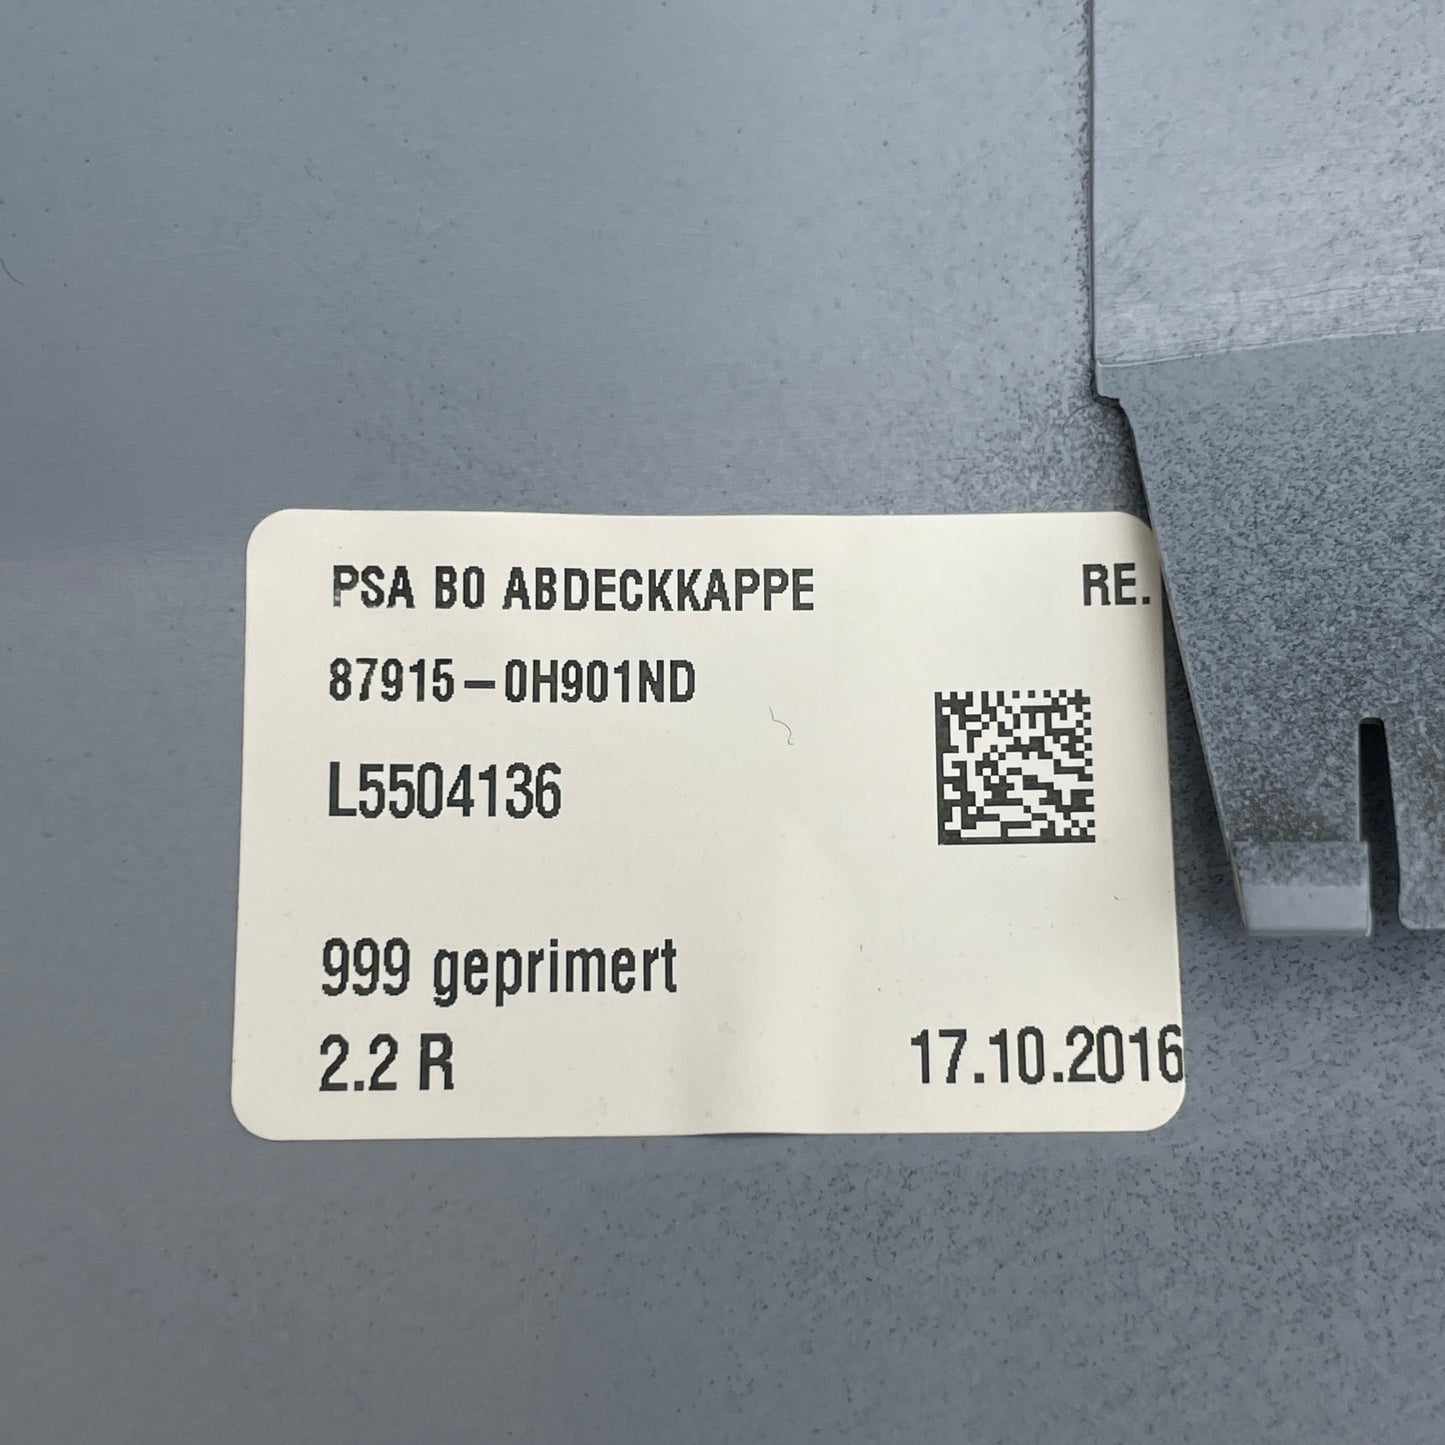 PSA B0 ABDECKKAPPE RE.
87915-0H901ND
L5504136
999 geprimert
2.2 R 17.10.2016